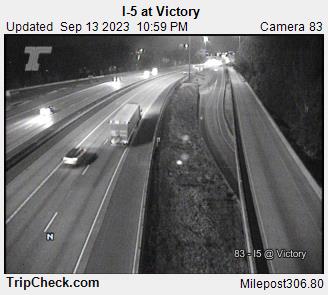 I-5 at Victory
Updated Sep 13 2023 10:59 PM Camera 83
T
N
83 - I5 @ Victory
TripCheck.com Milepost306.80